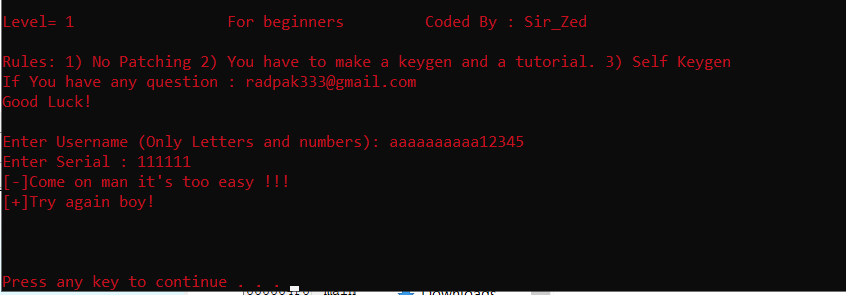 Level= 1 For beginners Coded By : Sir_Zed
Rules: 1) No Patching 2) You have to make a keygen and a tutorial. 3) Self Keygen
If You have any question : radpak333@gmail.com
Good Luck!
Enter Username (Only Letters and numbers): aaaaaaaaaa12345
Enter Serial : 111111
[-]Come on man it's too easy !!!
[+]Try again boy!
Press any key to continue . . .